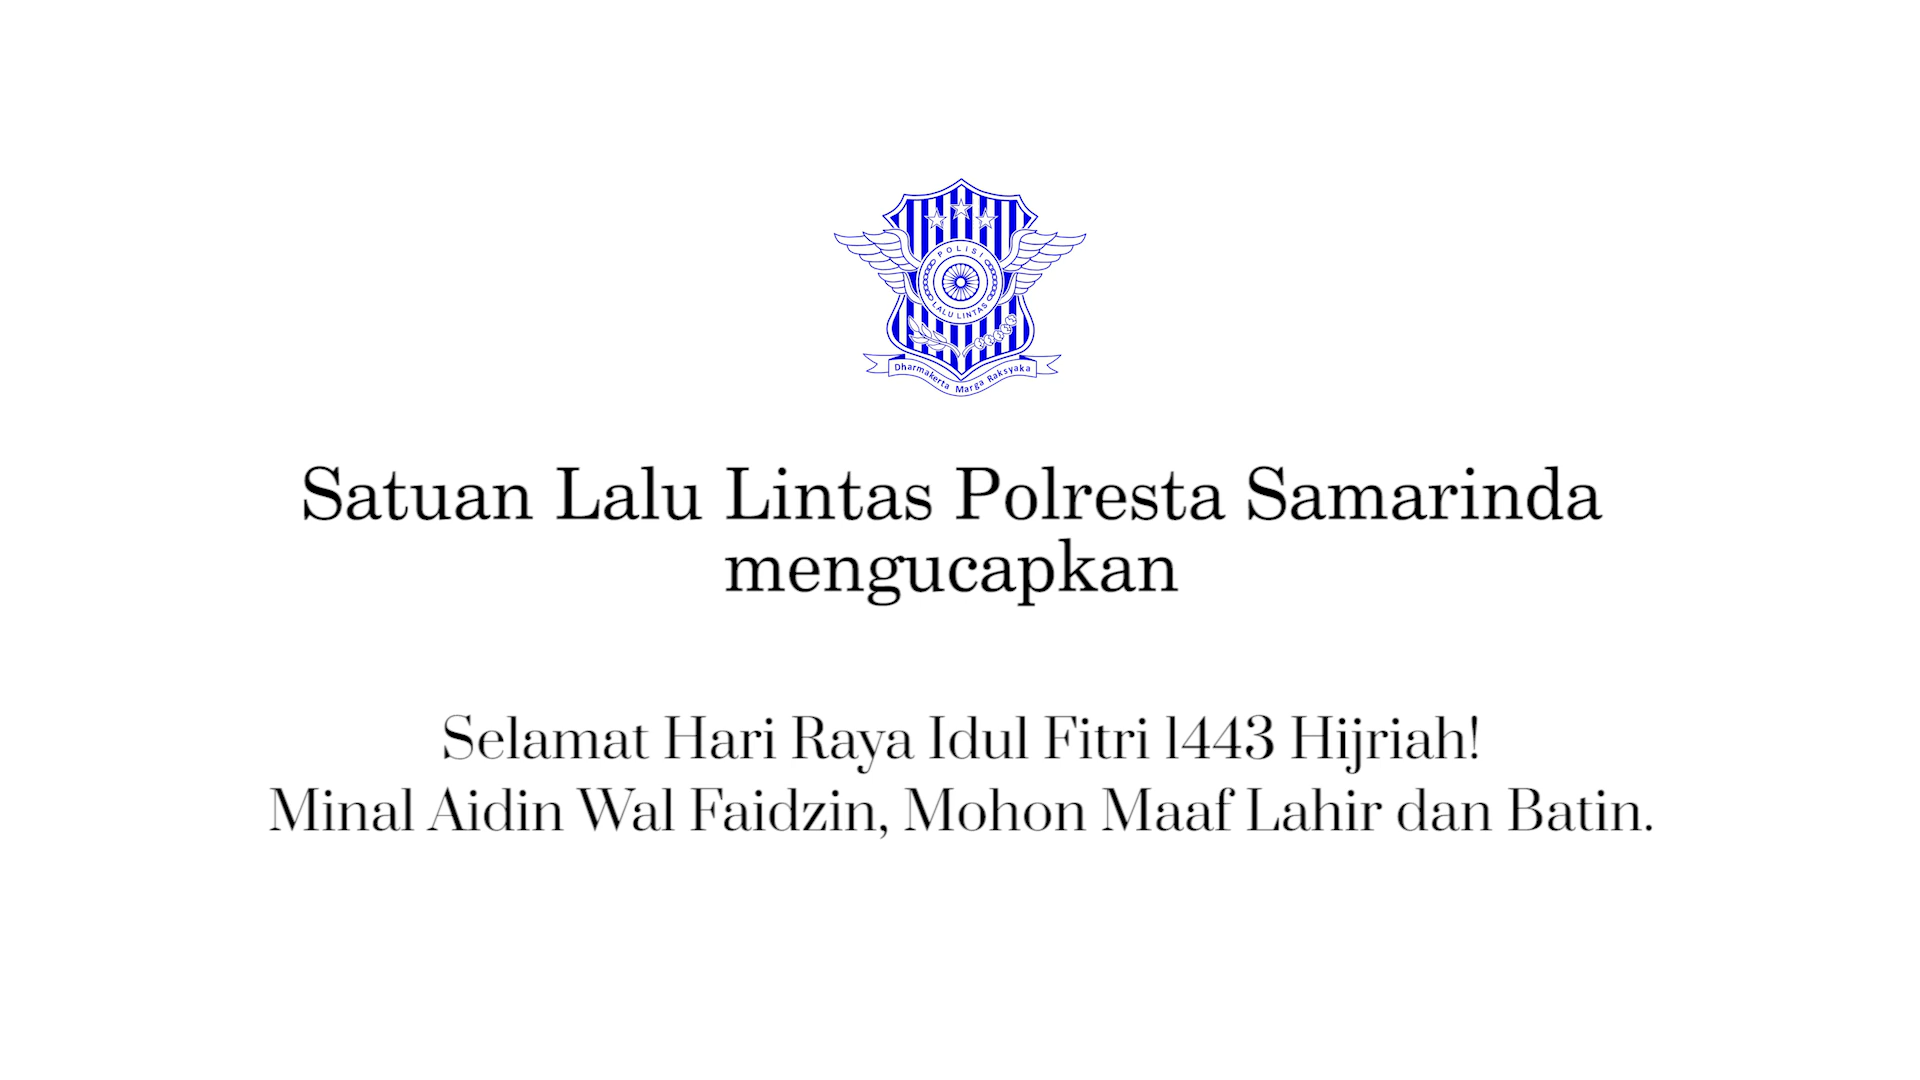 POLISI
LALU LINTAS
Dharmakerta Marga Raksyaka
Satuan Lalu Lintas Polresta Samarinda
mengucapkan
Selamat Hari Raya Idul Fitri 1443 Hijriah!
Minal Aidin Wal Faidzin, Mohon Maaf Lahir dan Batin.